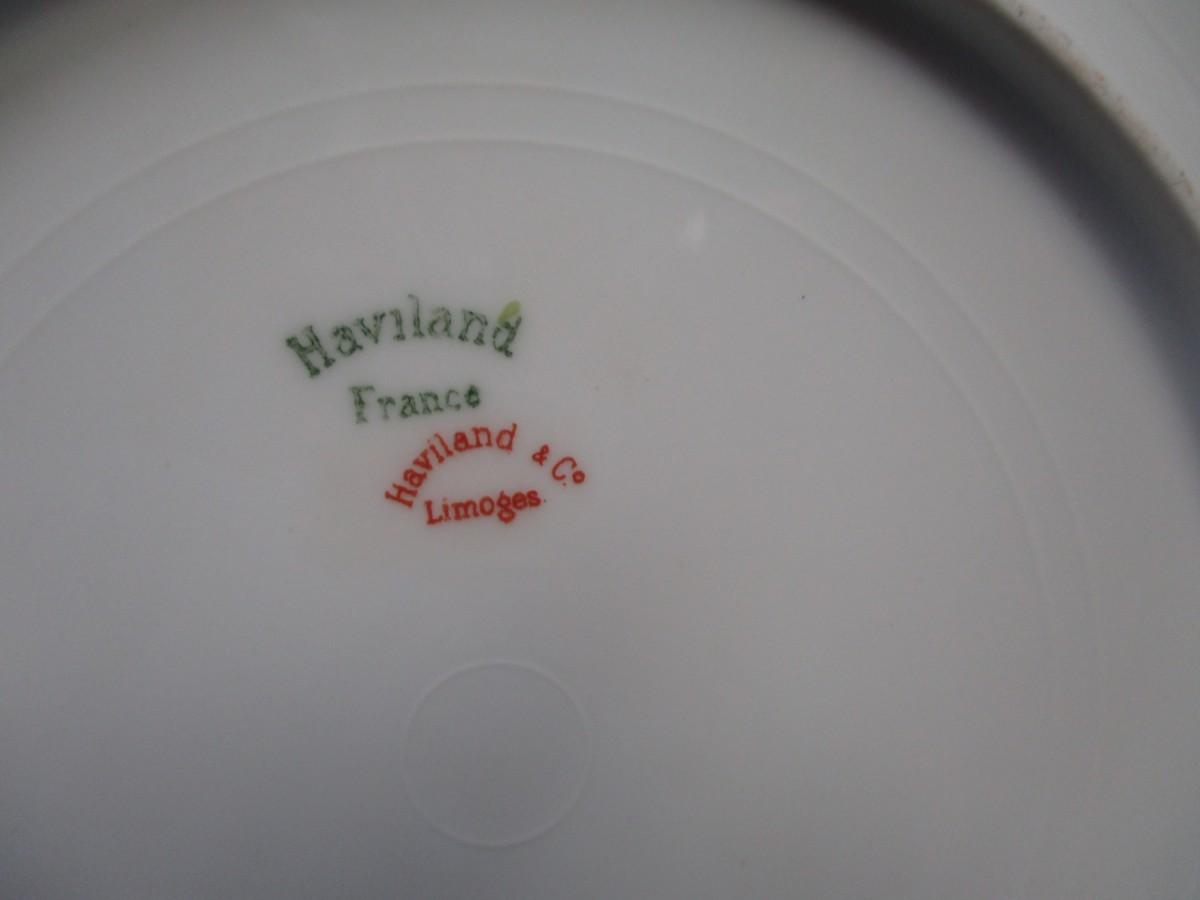 Haviland
France
Haviland & Co
Limoges.